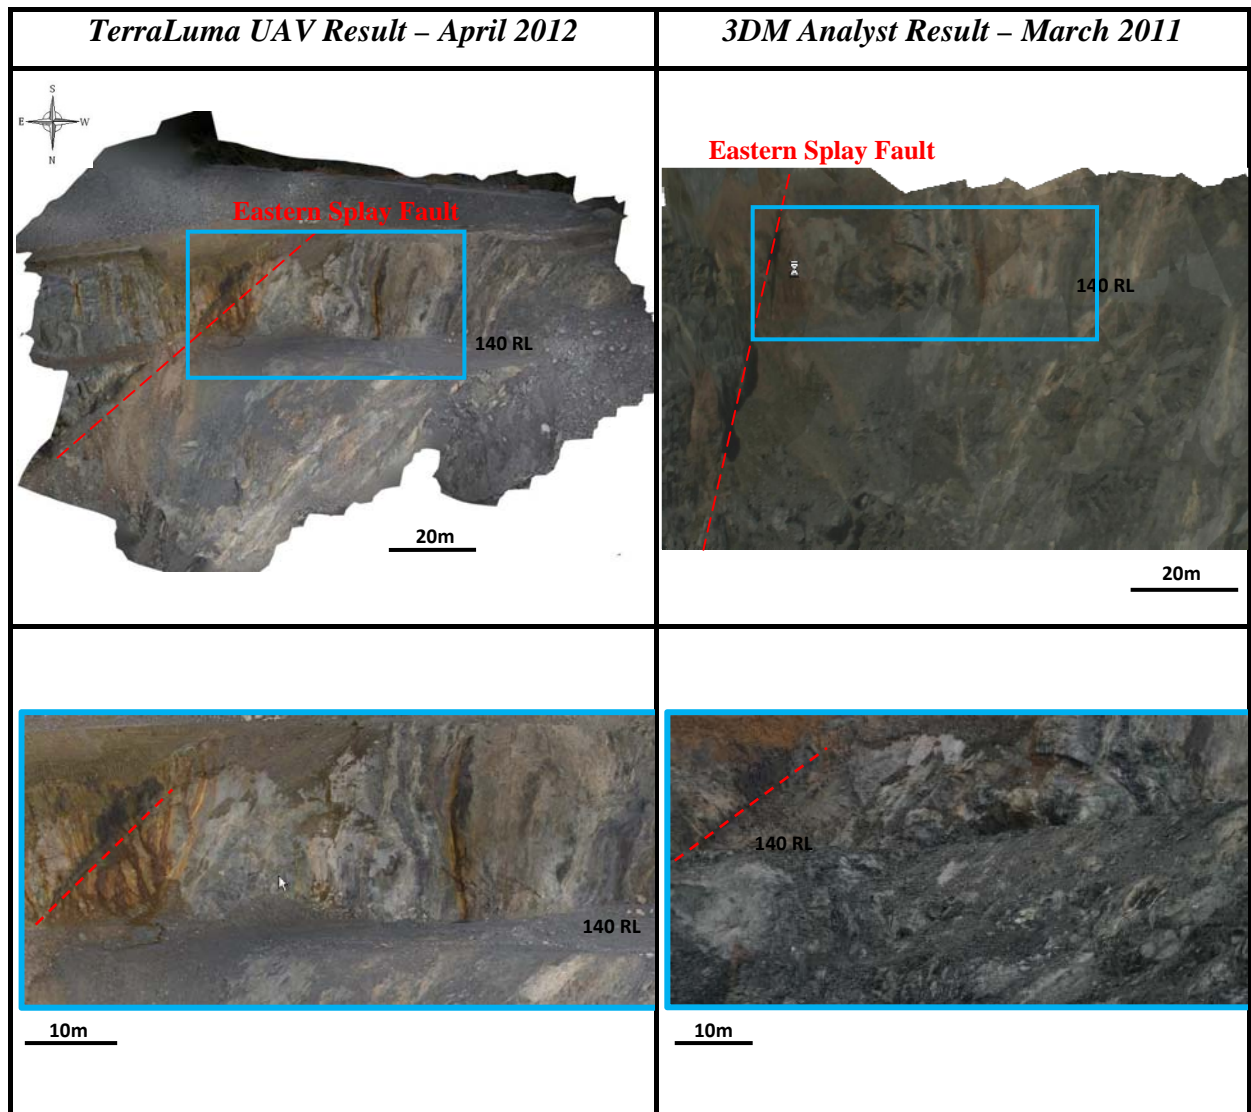 TerraLuma UAV Result – April 2012
3DM Analyst Result – March 2011
S
E
W
N
Eastern Splay Fault
140 RL
20m
Eastern Splay Fault
140 RL
20m
140 RL
10m
140 RL
10m